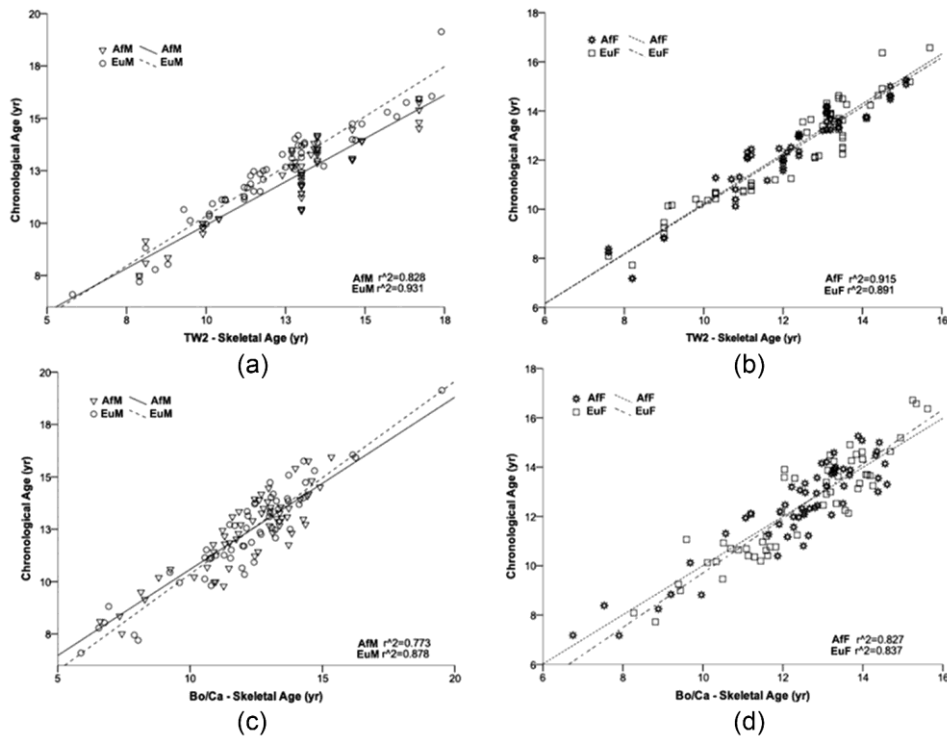 20
18
15
13
10
8
Chronological Age (yr)
AfM AfM
EuM EuM
AfM r^2=0.828
EuM r^2=0.931
5 8 10 13 15 18
TW2 - Skeletal Age (yr)
(a)
18
16
14
12
10
8
6
Chronological Age (yr)
AfF AfF
EuF EuF
AfF r^2=0.915
EuF r^2=0.891
6 8 10 12 14 16
TW2 - Skeletal Age (yr)
(b)
20
18
15
13
10
8
Chronological Age (yr)
AfM AfM
EuM EuM
AfM r^2=0.773
EuM r^2=0.878
5 8 10 13 15 18 20
Bo/Ca - Skeletal Age (yr)
(c)
18
16
14
12
10
8
6
Chronological Age (yr)
AfF AfF
EuF EuF
AfF r^2=0.827
EuF r^2=0.837
6 8 10 12 14 16
Bo/Ca - Skeletal Age (yr)
(d)